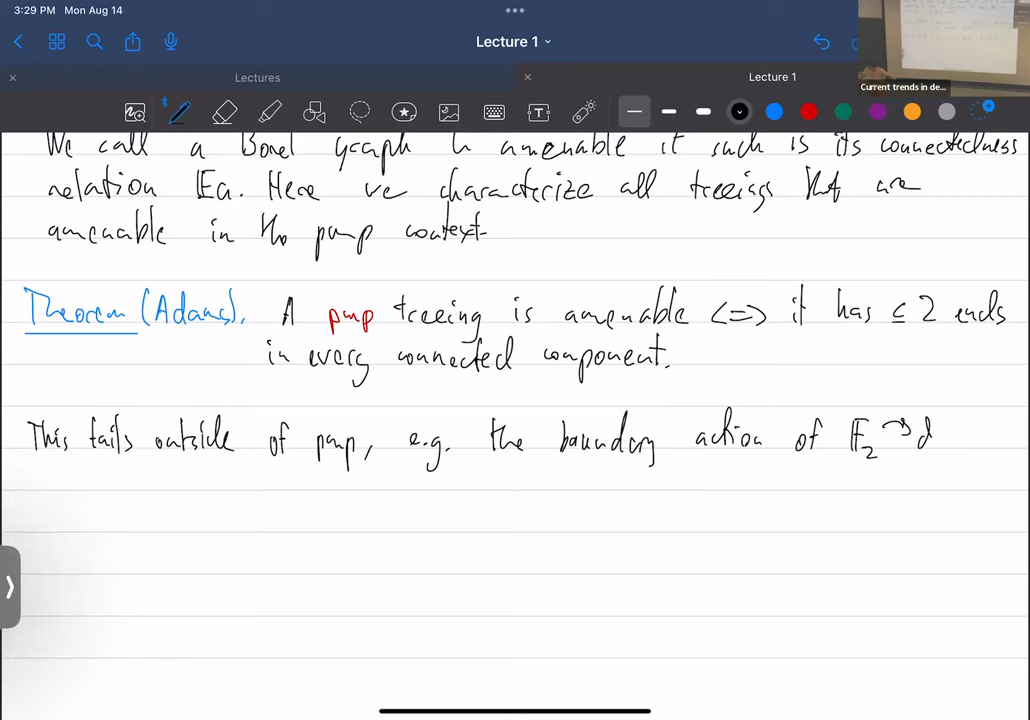 3:29 PM Mon Aug 14
Lecture 1
Lectures
Lecture 1
Current trends in de...
We call a Borel graph G amenable if such is its connectedness
relation E_G. Here we characterize all treeings that are
amenable in the pmp context.
Theorem (Adams). A pmp treeing is amenable <=> it has ≤ 2 ends
in every connected component.
This fails outside of pmp, e.g. the boundary action of 𝔽₂ ↷ ∂